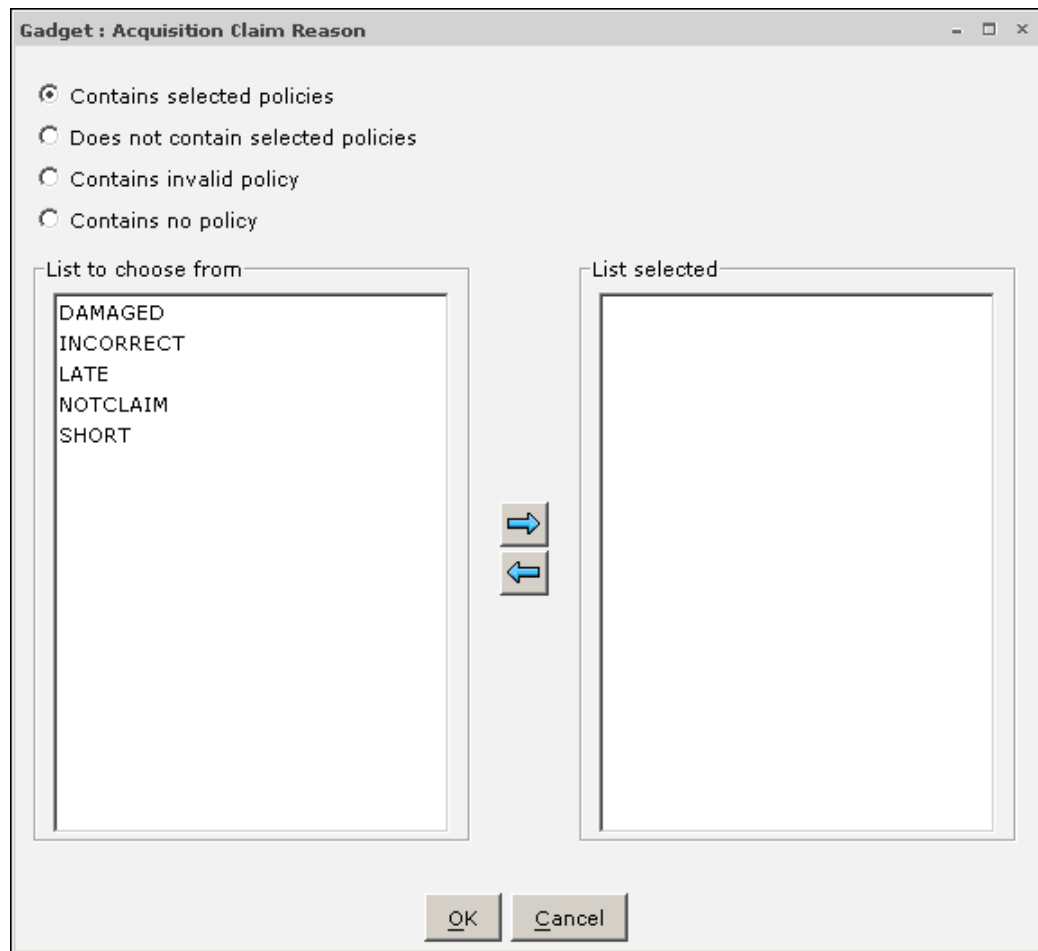 Gadget : Acquisition Claim Reason
Contains selected policies
Does not contain selected policies
Contains invalid policy
Contains no policy
List to choose from
DAMAGED
INCORRECT
LATE
NOTCLAIM
SHORT
List selected
OK
Cancel